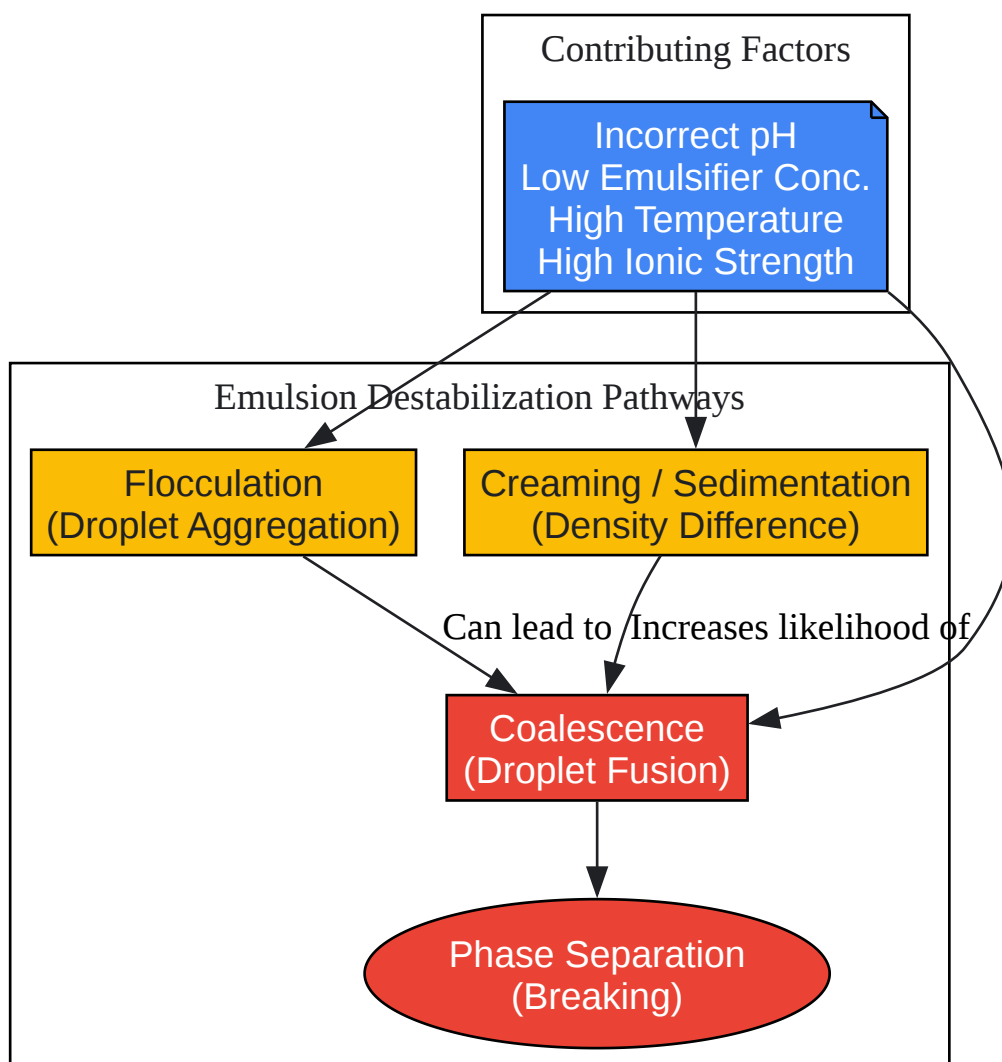 Contributing Factors
Incorrect pH
Low Emulsifier Conc.
High Temperature
High Ionic Strength
Emulsion Destabilization Pathways
Flocculation
(Droplet Aggregation)
Creaming / Sedimentation
(Density Difference)
Can lead to
Increases likelihood of
Coalescence
(Droplet Fusion)
Phase Separation
(Breaking)